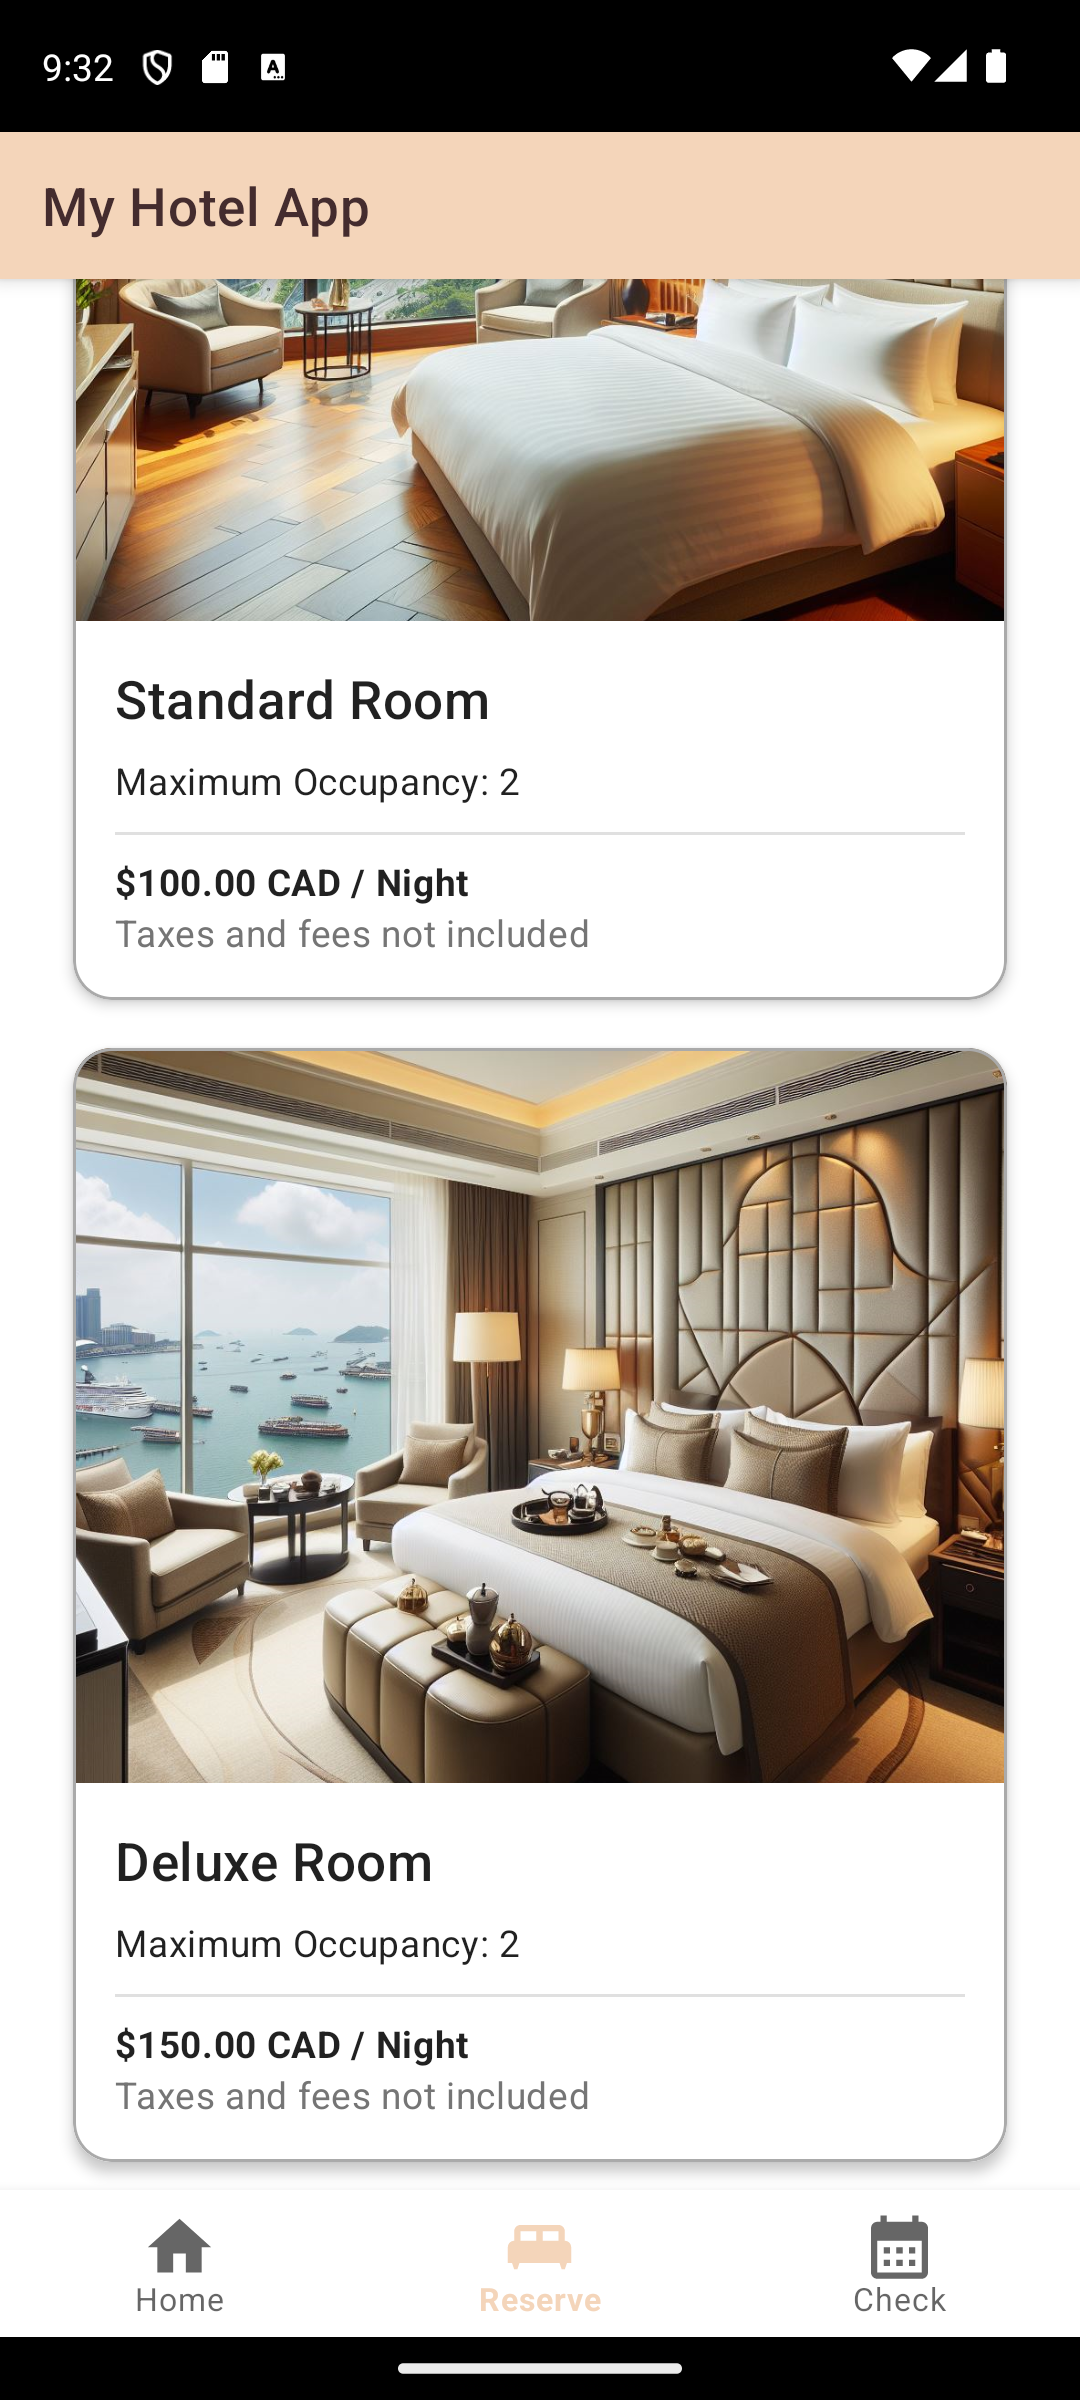 9:32
My Hotel App
Standard Room
Maximum Occupancy: 2
$100.00 CAD / Night
Taxes and fees not included
Deluxe Room
Maximum Occupancy: 2
$150.00 CAD / Night
Taxes and fees not included
Home
Reserve
Check